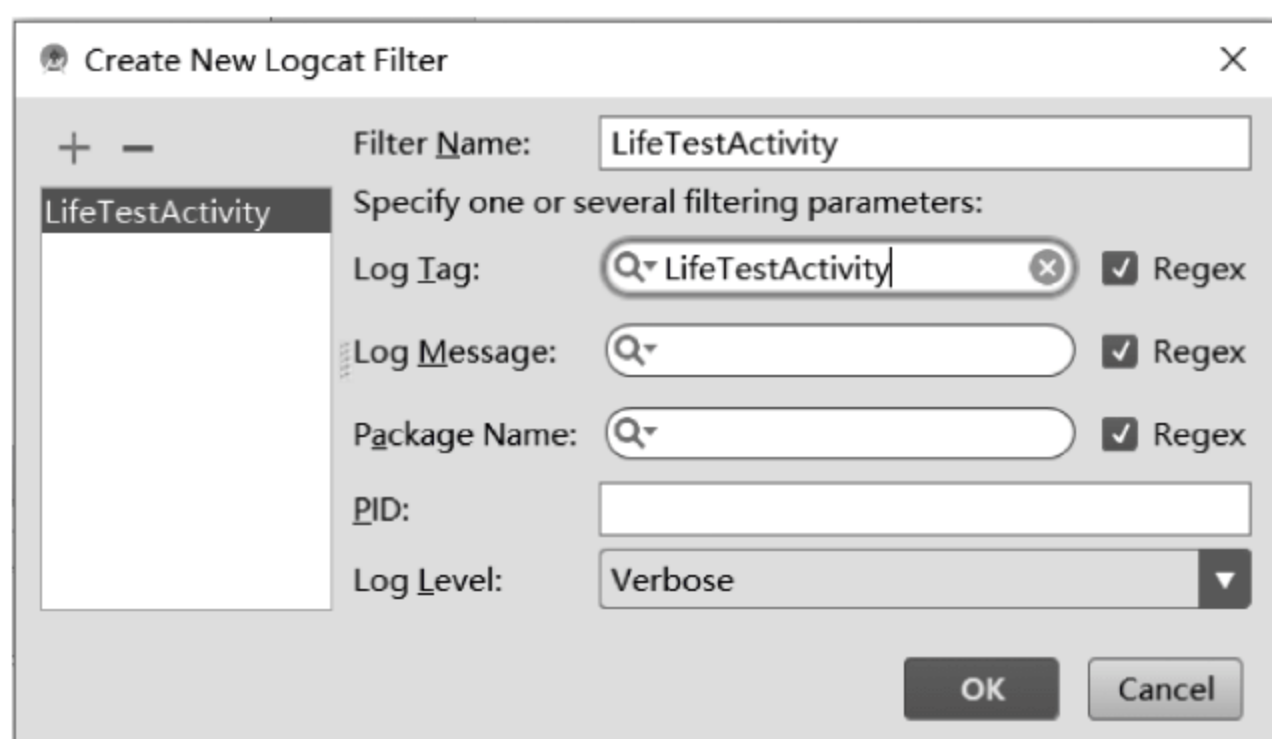 Create New Logcat Filter
Filter Name: LifeTestActivity
LifeTestActivity
Specify one or several filtering parameters:
Log Tag: LifeTestActivity Regex
Log Message: Regex
Package Name: Regex
PID:
Log Level: Verbose
OK Cancel